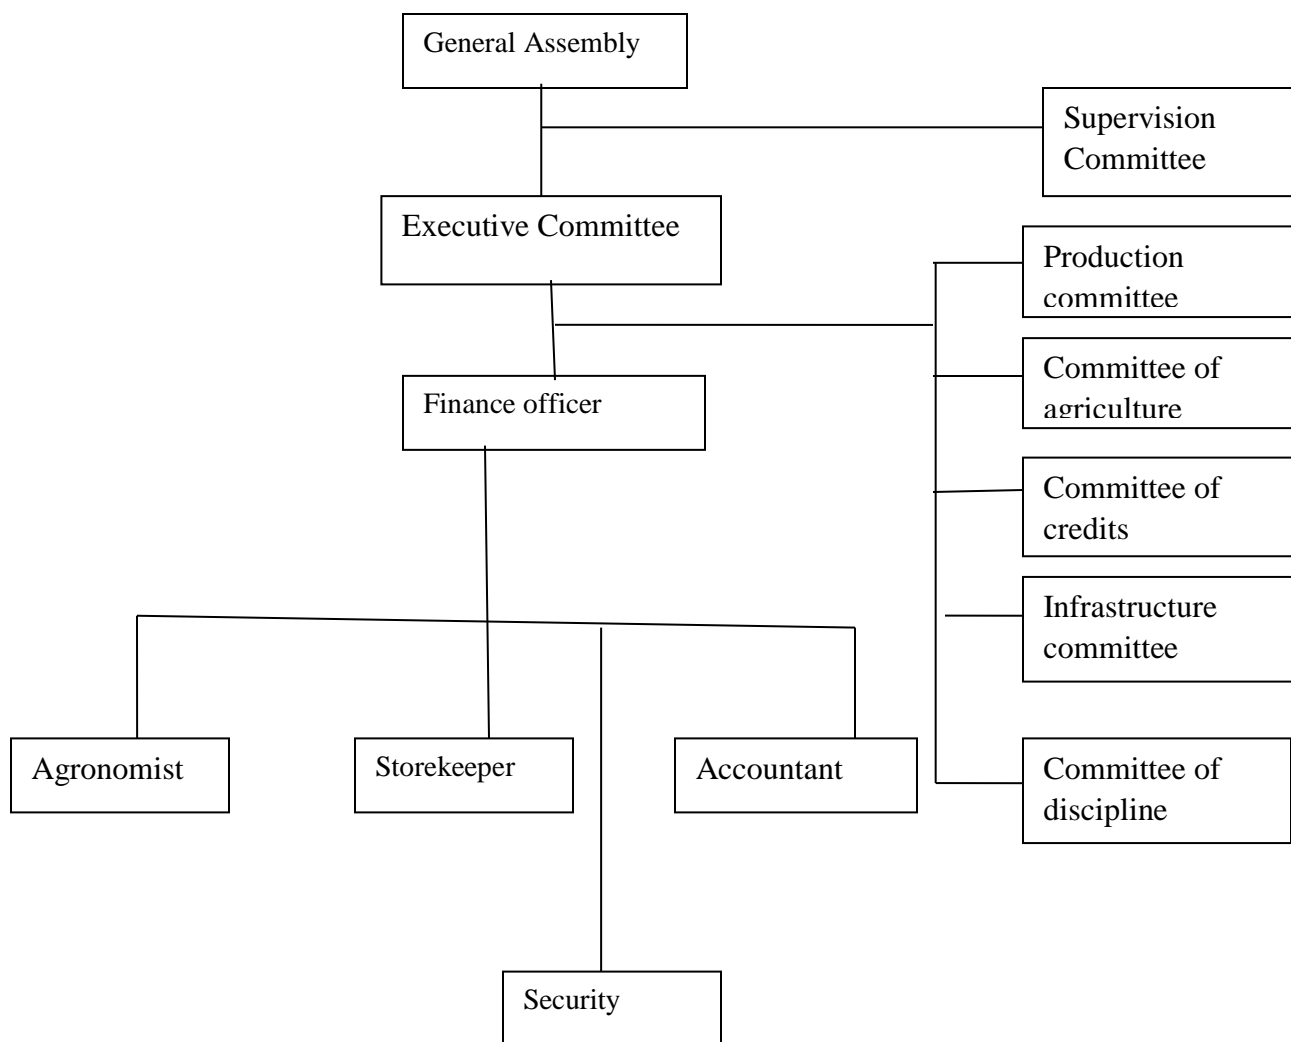 General Assembly
Supervision
Committee
Executive Committee
Production
committee
Committee of
agriculture
Finance officer
Committee of
credits
Infrastructure
committee
Agronomist
Storekeeper
Accountant
Committee of
discipline
Security